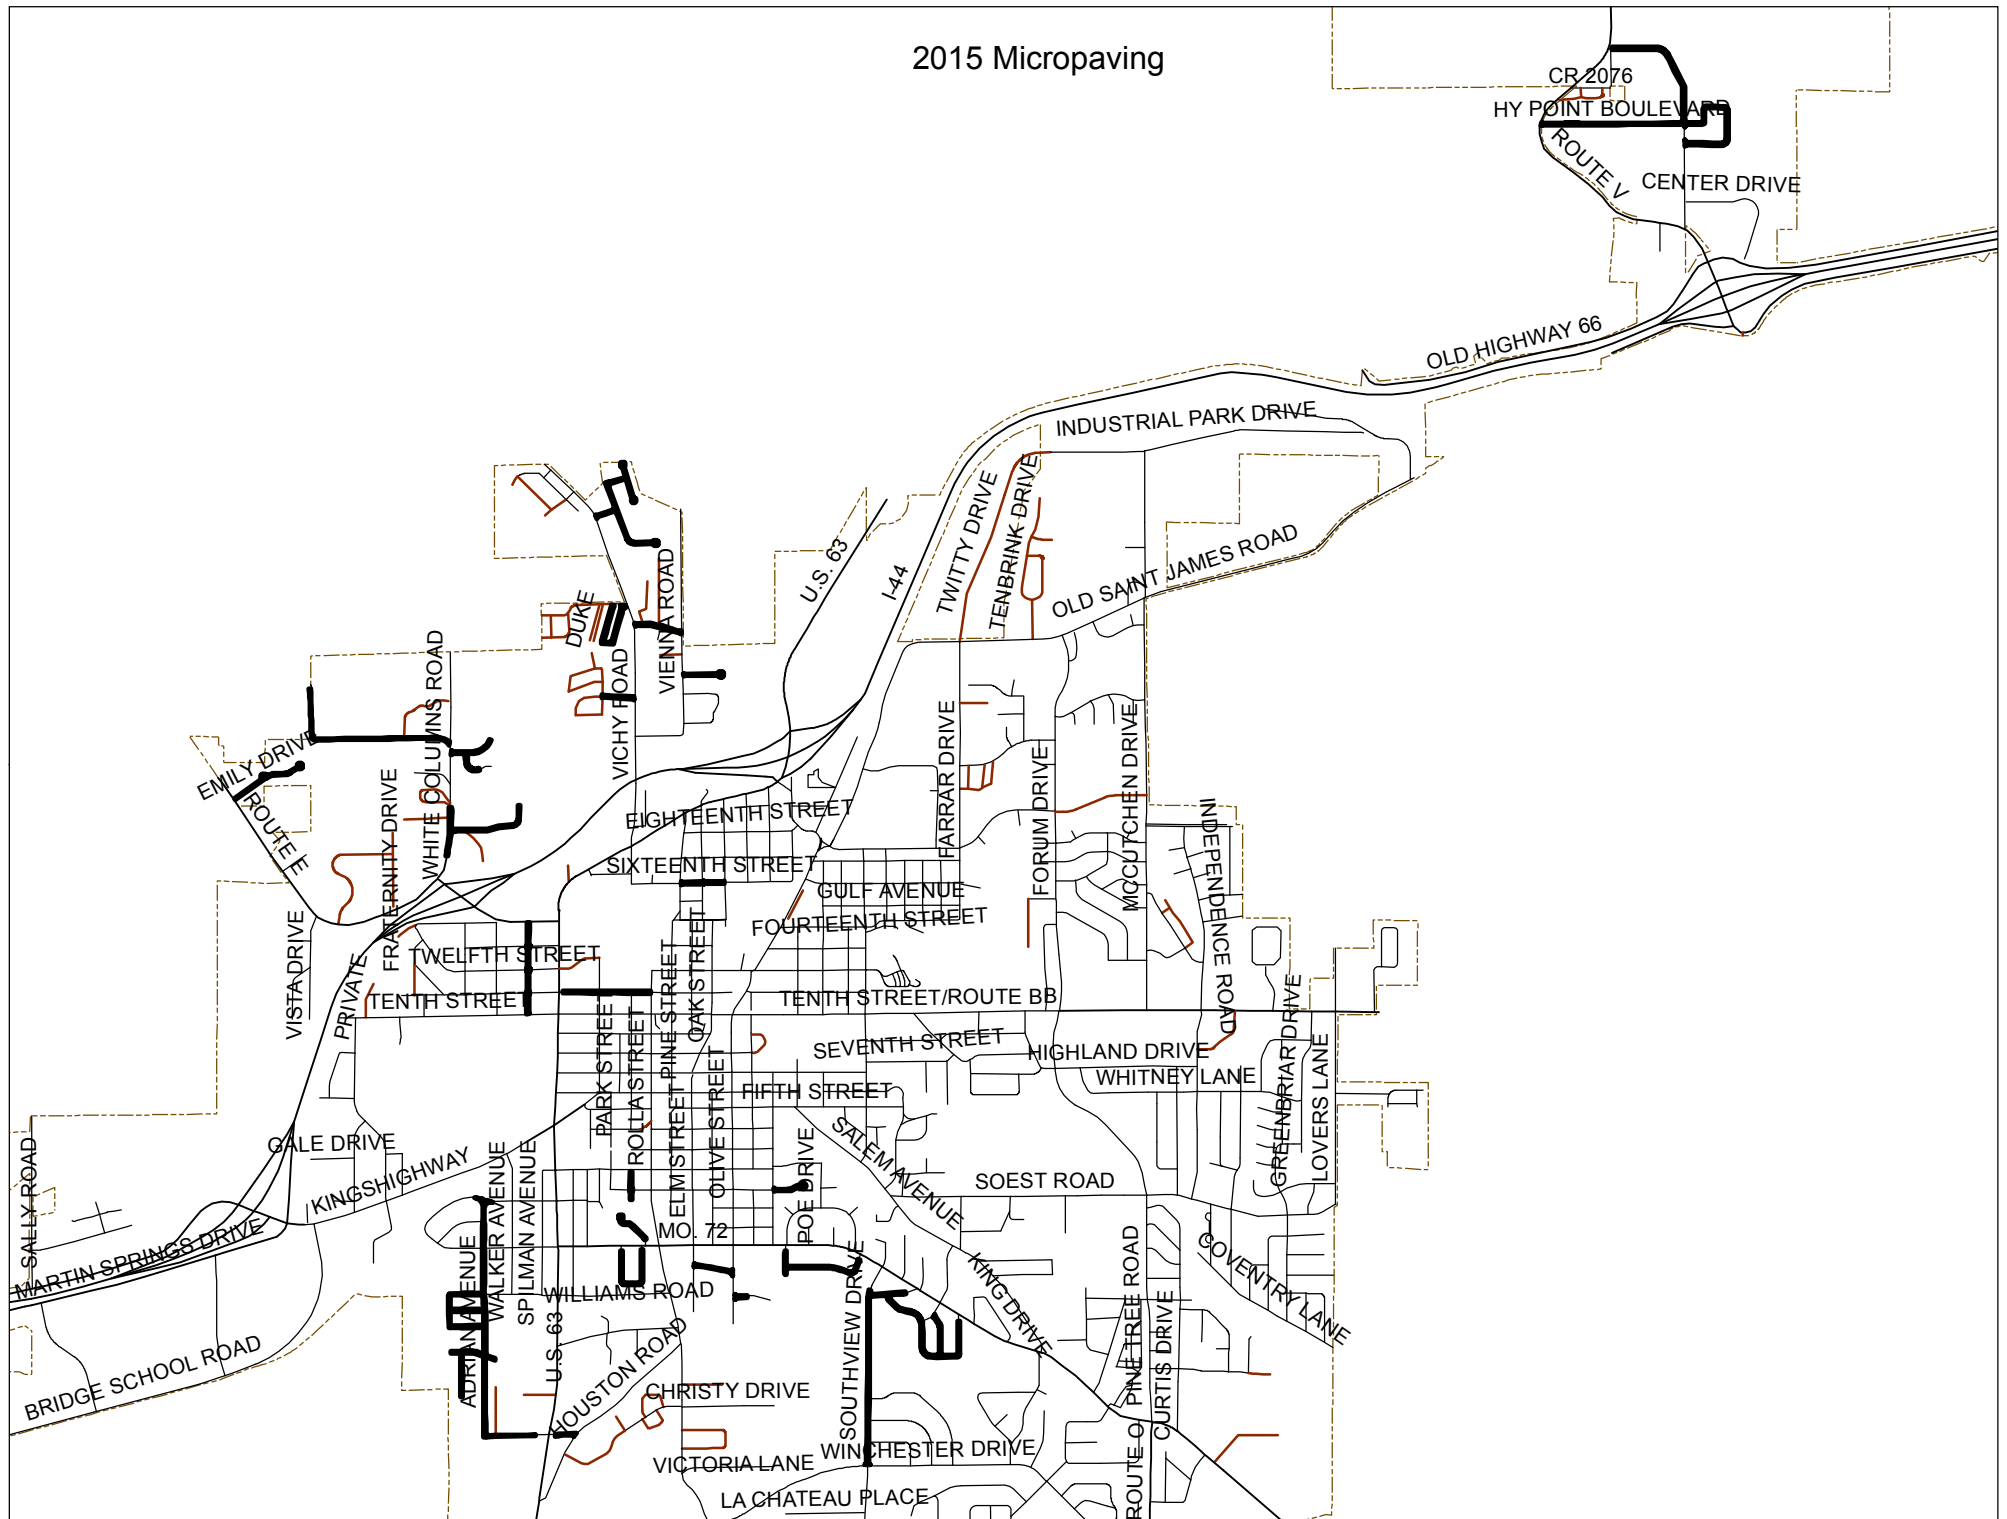 2015 Micropaving
CR 2076
HY POINT BOULEVARD
ROUTE V
CENTER DRIVE
OLD HIGHWAY 66
INDUSTRIAL PARK DRIVE
TWITTY DRIVE
TENBRINK DRIVE
OLD SAINT JAMES ROAD
U.S. 63
I-44
DUKE
VIENNA ROAD
VICHY ROAD
WHITE COLUMNS ROAD
EMILY DRIVE
ROUTE E
FRATERNITY DRIVE
FARRAR DRIVE
FORUM DRIVE
MCCUTCHEN DRIVE
INDEPENDENCE ROAD
EIGHTEENTH STREET
SIXTEENTH STREET
GULF AVENUE
FOURTEENTH STREET
VISTA DRIVE
PRIVATE
TWELFTH STREET
TENTH STREET
OAK STREET
PINE STREET
TENTH STREET/ROUTE BB
PARK STREET
ROLLA STREET
ELM STREET
OLIVE STREET
SEVENTH STREET
HIGHLAND DRIVE
WHITNEY LANE
FIFTH STREET
GREENBRIAR DRIVE
LOVERS LANE
SALLY ROAD
GALE DRIVE
KINGSHIGHWAY
WALKER AVENUE
SPILMAN AVENUE
POE DRIVE
SALEM AVENUE
SOEST ROAD
MO. 72
MARTIN SPRINGS DRIVE
ADRIAN AVENUE
WILLIAMS ROAD
U.S. 63
SOUTHVIEW DRIVE
KING DRIVE
PINE TREE ROAD
CURTIS DRIVE
COVENTRY LANE
BRIDGE SCHOOL ROAD
HOUSTON ROAD
CHRISTY DRIVE
VICTORIA LANE
WINCHESTER DRIVE
ROUTE O
LA CHATEAU PLACE